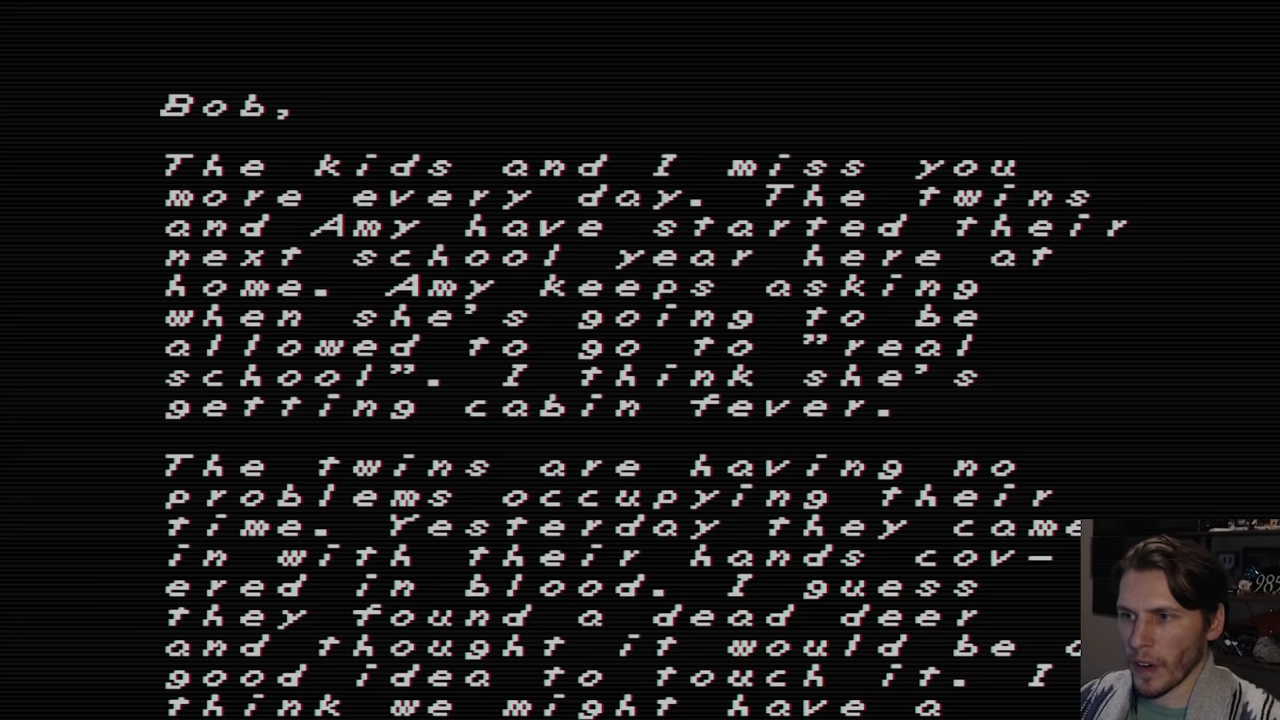 Bob,
The kids and I miss you
more every day. The twins
and Amy have started their
next school year here at
home. Amy keeps asking
when she's going to be
allowed to go to "real
school". I think she's
getting cabin fever.
The twins are having no
problems occupying their
time. Yesterday they came
in with their hands cov-
ered in blood. I guess
they found a dead deer
and thought it would be a
good idea to touch it. I
think we might have a
985